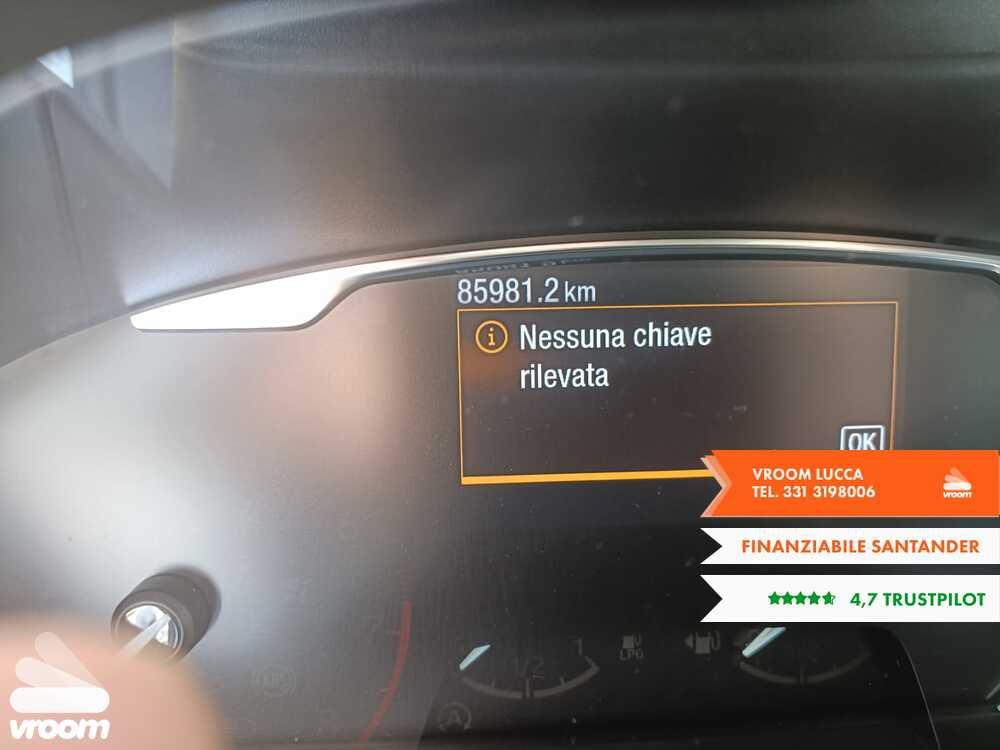 85981.2 km
Nessuna chiave
rilevata
OK
VROOM LUCCA
TEL. 331 3198006
vroom
FINANZIABILE SANTANDER
4,7 TRUSTPILOT
1/2
1
LPG
A
vroom